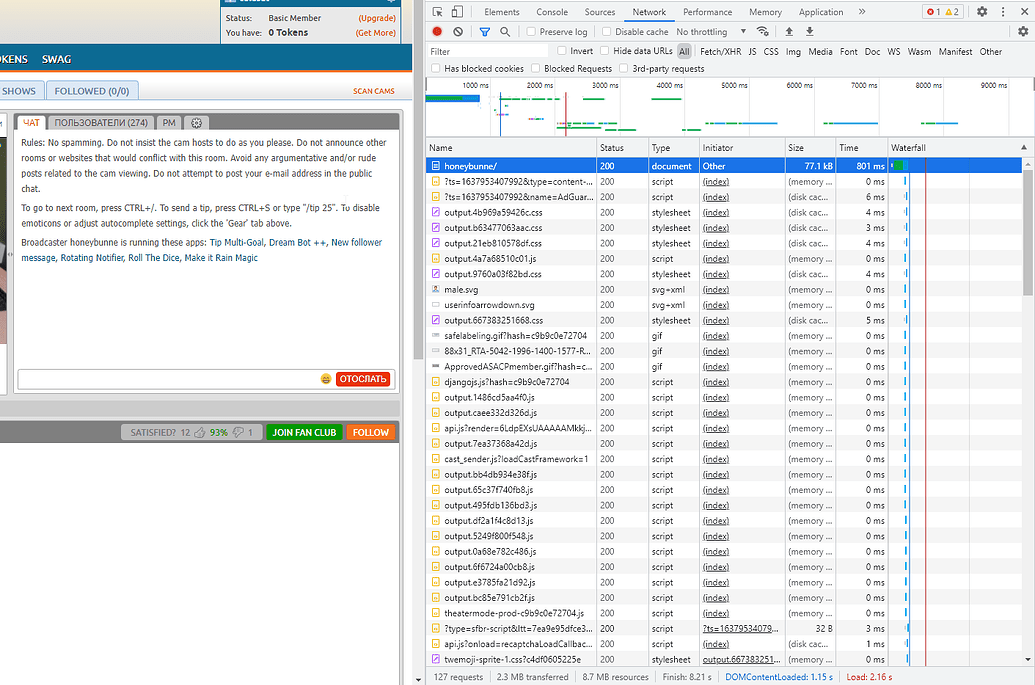 Status: Basic Member (Upgrade)
You have: 0 Tokens (Get More)
KENS SWAG
SHOWS FOLLOWED (0/0) SCAN CAMS
ЧАТ ПОЛЬЗОВАТЕЛИ (274) PM
Rules: No spamming. Do not insist the cam hosts to do as you please. Do not announce other
rooms or websites that would conflict with this room. Avoid any argumentative and/or rude
posts related to the cam viewing. Do not attempt to post your e-mail address in the public
chat.
To go to next room, press CTRL+/. To send a tip, press CTRL+S or type "/tip 25". To disable
emoticons or adjust autocomplete settings, click the 'Gear' tab above.
Broadcaster honeybunne is running these apps: Tip Multi-Goal, Dream Bot ++, New follower
message, Rotating Notifier, Roll The Dice, Make it Rain Magic
ОТОСЛАТЬ
SATISFIED? 12 93% 1 JOIN FAN CLUB FOLLOW
Elements Console Sources Network Performance Memory Application » 1 2
Preserve log Disable cache No throttling
Filter Invert Hide data URLs All Fetch/XHR JS CSS Img Media Font Doc WS Wasm Manifest Other
Has blocked cookies Blocked Requests 3rd-party requests
1000 ms 2000 ms 3000 ms 4000 ms 5000 ms 6000 ms 7000 ms 8000 ms 9000 ms
Name Status Type Initiator Size Time Waterfall
honeybunne/ 200 document Other 77.1 kB 801 ms
?ts=1637953407992&type=content-... 200 script (index) (memory ... 0 ms
?ts=1637953407992&name=AdGuar... 200 script (index) (disk cac... 6 ms
output.4b969a59426c.css 200 stylesheet (index) (disk cac... 4 ms
output.b63477063aac.css 200 stylesheet (index) (disk cac... 3 ms
output.21eb810578df.css 200 stylesheet (index) (disk cac... 4 ms
output.4a7a68510c01.js 200 script (index) (memory ... 0 ms
output.9760a03f82bd.css 200 stylesheet (index) (disk cac... 4 ms
male.svg 200 svg+xml (index) (memory ... 0 ms
userinfoarrowdown.svg 200 svg+xml (index) (memory ... 0 ms
output.667383251668.css 200 stylesheet (index) (disk cac... 5 ms
safelabeling.gif?hash=c9b9c0e72704 200 gif (index) (memory ... 0 ms
88x31_RTA-5042-1996-1400-1577-R... 200 gif (index) (memory ... 0 ms
ApprovedASACPmember.gif?hash=c... 200 gif (index) (memory ... 0 ms
djangojs.js?hash=c9b9c0e72704 200 script (index) (memory ... 0 ms
output.1486cd5aa4f0.js 200 script (index) (memory ... 0 ms
output.caee332d326d.js 200 script (index) (memory ... 0 ms
api.js?render=6LdpEXsUAAAAAMkkj... 200 script (index) (memory ... 0 ms
output.7ea37368a42d.js 200 script (index) (memory ... 0 ms
cast_sender.js?loadCastFramework=1 200 script (index) (memory ... 0 ms
output.bb4db934e38f.js 200 script (index) (memory ... 0 ms
output.65c37f740fb8.js 200 script (index) (memory ... 0 ms
output.495fdb136bd3.js 200 script (index) (memory ... 0 ms
output.df2a1f4c8d13.js 200 script (index) (memory ... 0 ms
output.5249f800f548.js 200 script (index) (memory ... 0 ms
output.0a68e782c486.js 200 script (index) (memory ... 0 ms
output.6f6724a00cb8.js 200 script (index) (memory ... 0 ms
output.e3785fa21d92.js 200 script (index) (memory ... 0 ms
output.bc85e791cb2f.js 200 script (index) (memory ... 0 ms
theatermode-prod-c9b9c0e72704.js 200 script (index) (memory ... 0 ms
?type=sfbr-script&ltt=7ea9e95dfce3... 200 script ?ts=16379534079... 32 B 3 ms
api.js?onload=recaptchaLoadCallbac... 200 script (index) (disk cac... 1 ms
twemoji-sprite-1.css?c4df0605225e 200 stylesheet output.667383251... (memory ... 0 ms
127 requests 2.3 MB transferred 8.7 MB resources Finish: 8.21 s DOMContentLoaded: 1.15 s Load: 2.16 s